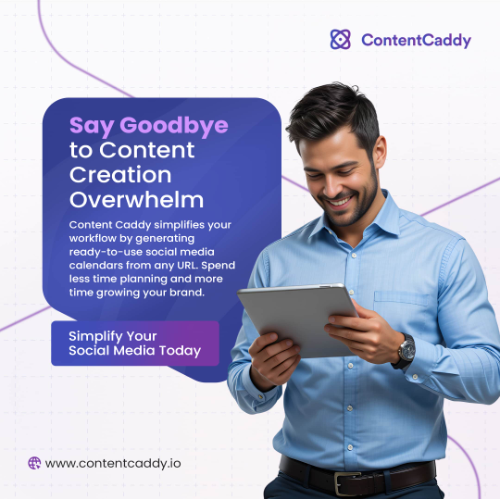 ContentCaddy
Say Goodbye
to Content
Creation
Overwhelm
Content Caddy simplifies your
workflow by generating
ready-to-use social media
calendars from any URL. Spend
less time planning and more
time growing your brand.
Simplify Your
Social Media Today
www.contentcaddy.io